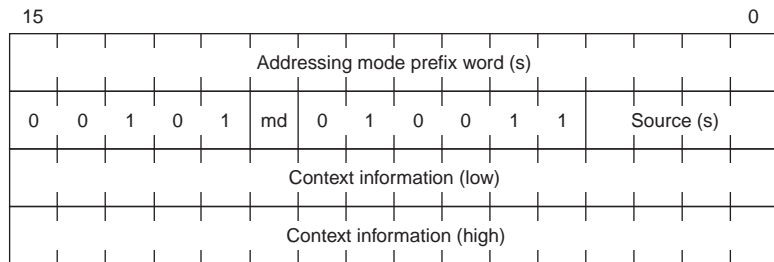 15 0
Addressing mode prefix word (s)
0 0 1 0 1 md 0 1 0 0 1 1 Source (s)
Context information (low)
Context information (high)